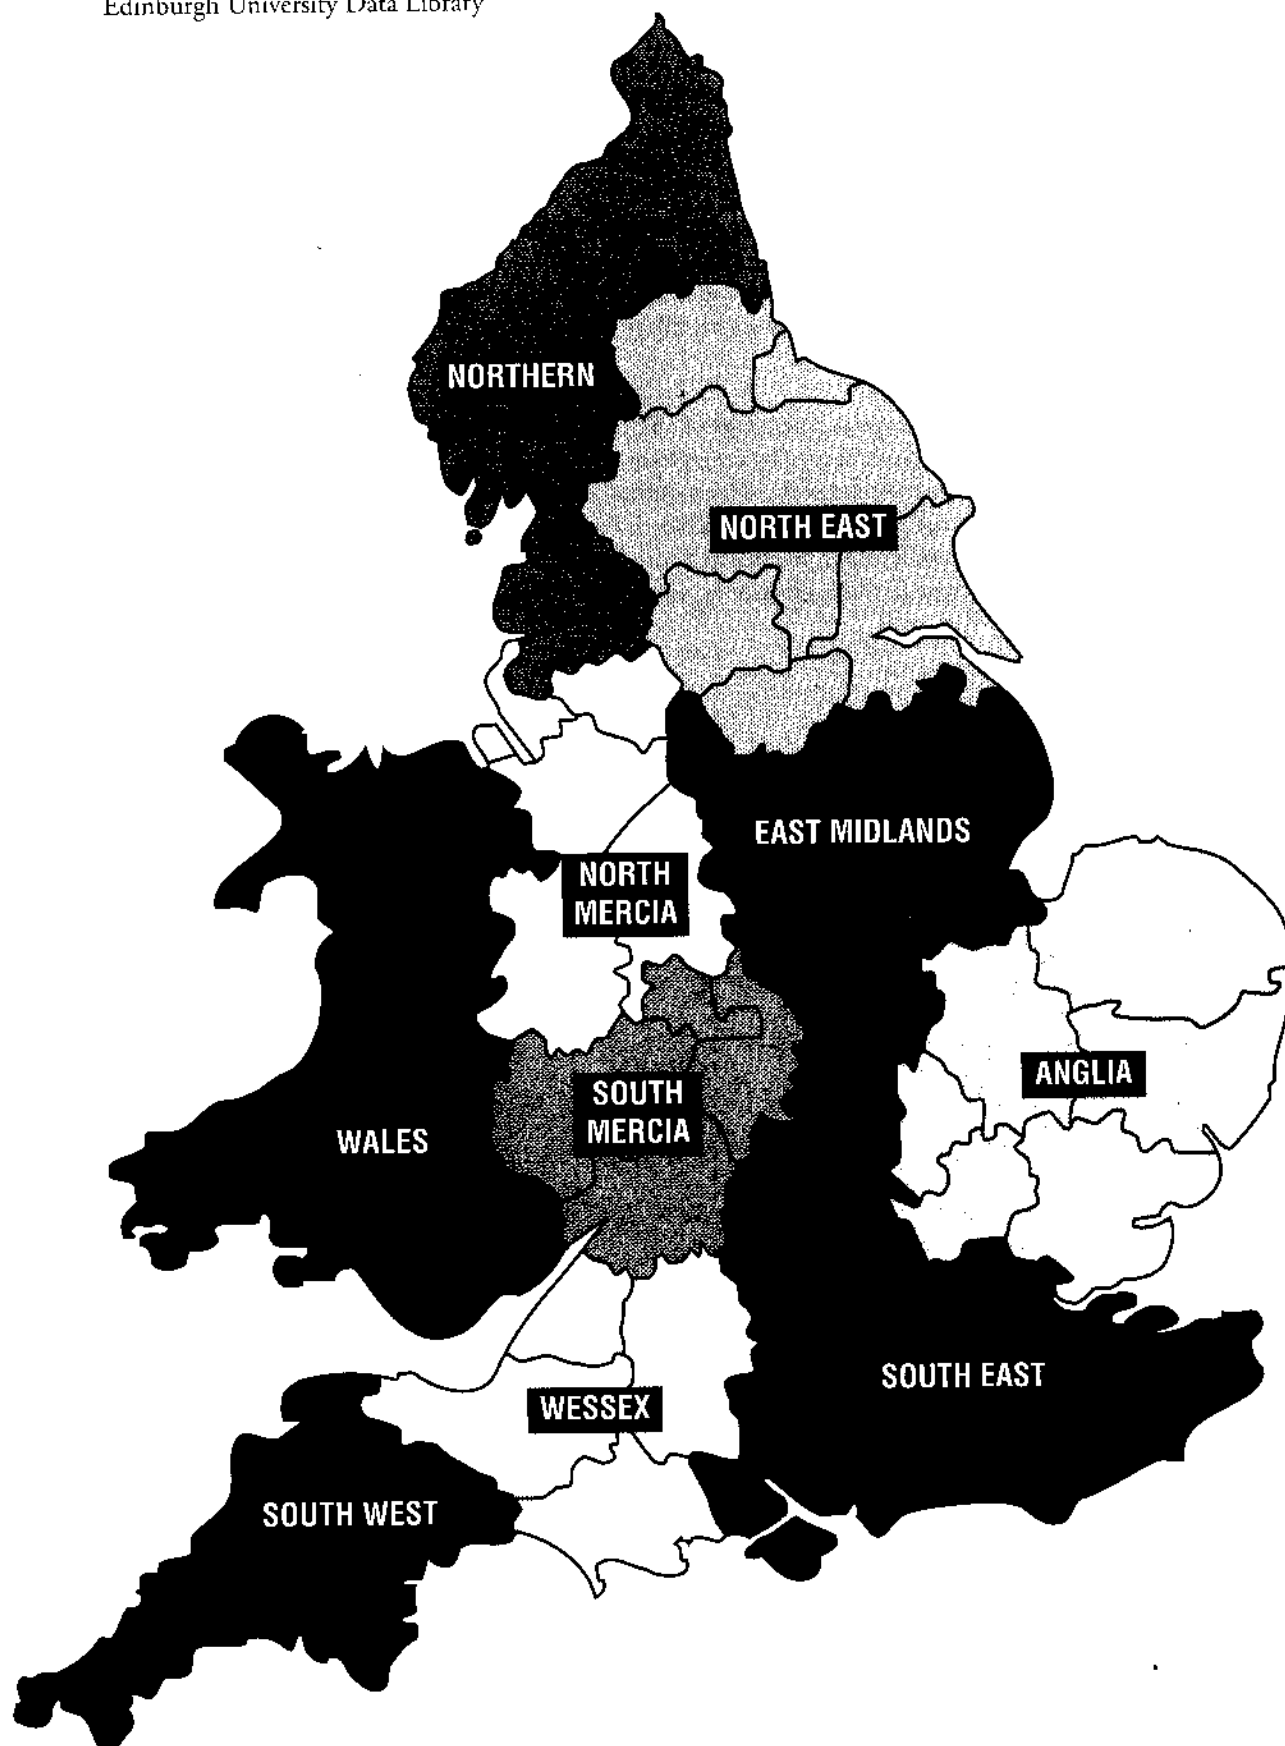 Edinburgh University Data Library
NORTHERN
NORTH EAST
EAST MIDLANDS
NORTH
MERCIA
ANGLIA
SOUTH
MERCIA
WALES
SOUTH EAST
WESSEX
SOUTH WEST